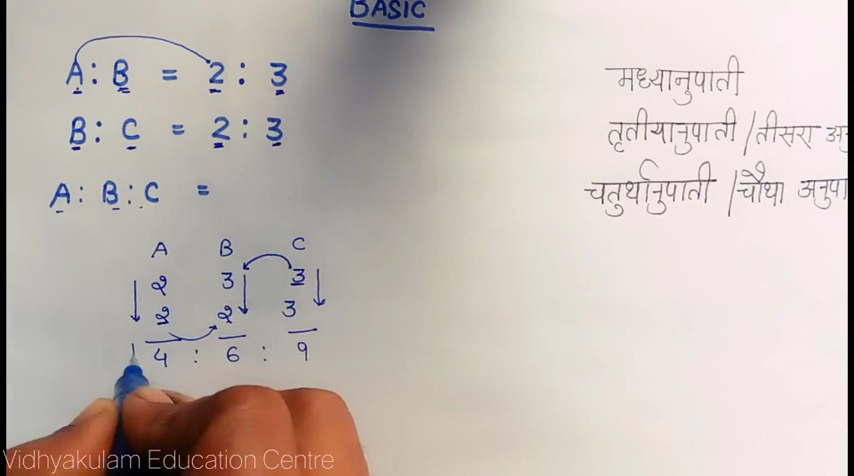 BASIC
A : B = 2 : 3
B : C = 2 : 3
A : B : C =
A B C
2 3 3
2 2 3
4 : 6 : 9
मध्यानुपाती
तृतीयानुपाती / तीसरा
चतुर्थानुपाती / चौथा
Vidhyakulam Education Centre